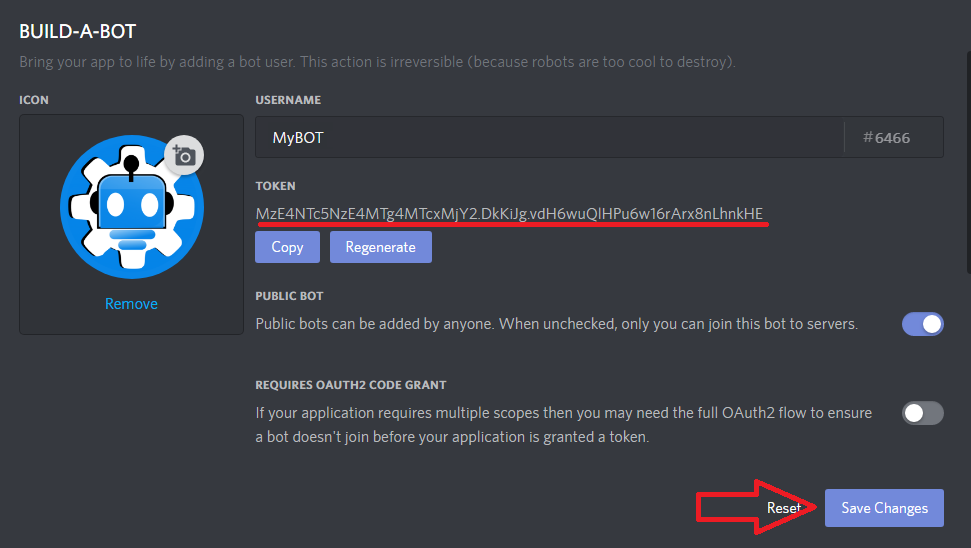 BUILD-A-BOT
Bring your app to life by adding a bot user. This action is irreversible (because robots are too cool to destroy).
ICON
Remove
USERNAME
MyBOT #6466
TOKEN
MzE4NTc5NzE4MTg4MTcxMjY2.DkKiJg.vdH6wuQlHPu6w16rArx8nLhnkHE
Copy Regenerate
PUBLIC BOT
Public bots can be added by anyone. When unchecked, only you can join this bot to servers.
REQUIRES OAUTH2 CODE GRANT
If your application requires multiple scopes then you may need the full OAuth2 flow to ensure
a bot doesn't join before your application is granted a token.
Reset Save Changes